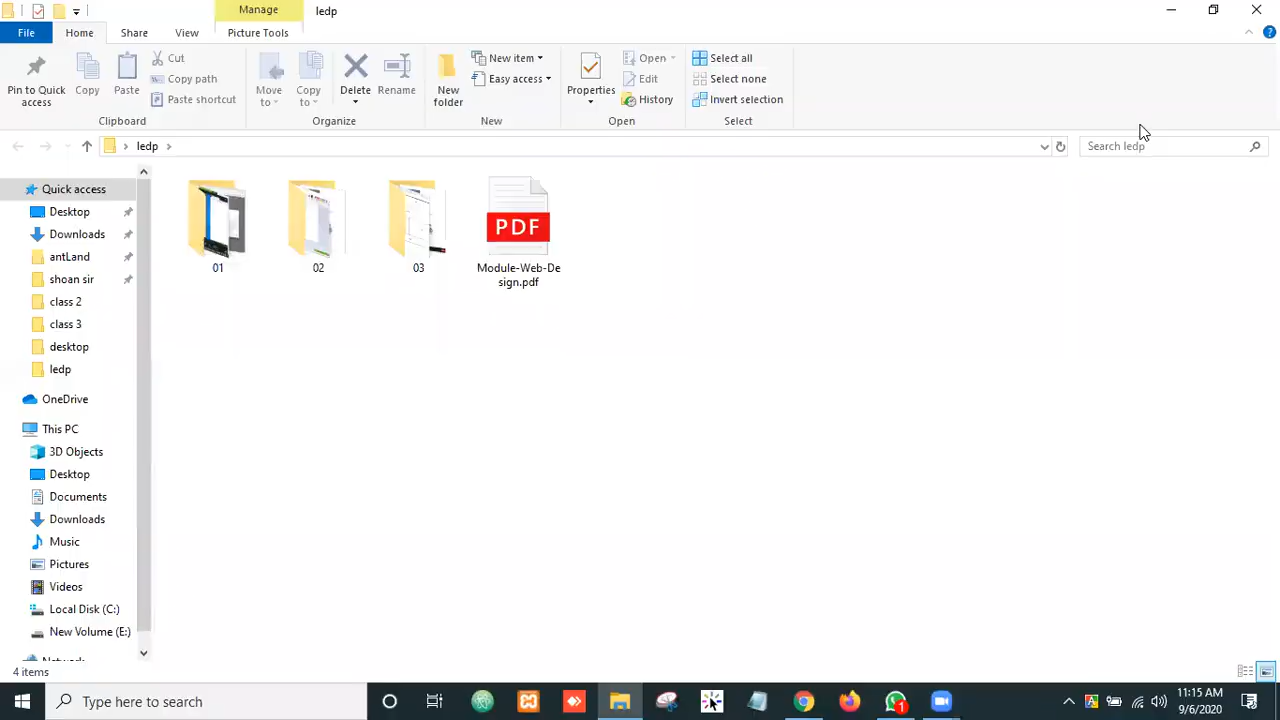 Manage
ledp
File
Home
Share
View
Picture Tools
Pin to Quick access
Copy
Paste
Cut
Copy path
Paste shortcut
Clipboard
Move to
Copy to
Delete
Rename
Organize
New folder
New item
Easy access
New
Properties
Open
Edit
History
Open
Select all
Select none
Invert selection
Select
ledp
Search ledp
Quick access
Desktop
Downloads
antLand
shoan sir
class 2
class 3
desktop
ledp
OneDrive
This PC
3D Objects
Desktop
Documents
Downloads
Music
Pictures
Videos
Local Disk (C:)
New Volume (E:)
Network
01
02
03
PDF
Module-Web-De
sign.pdf
4 items
Type here to search
1
11:15 AM
9/6/2020